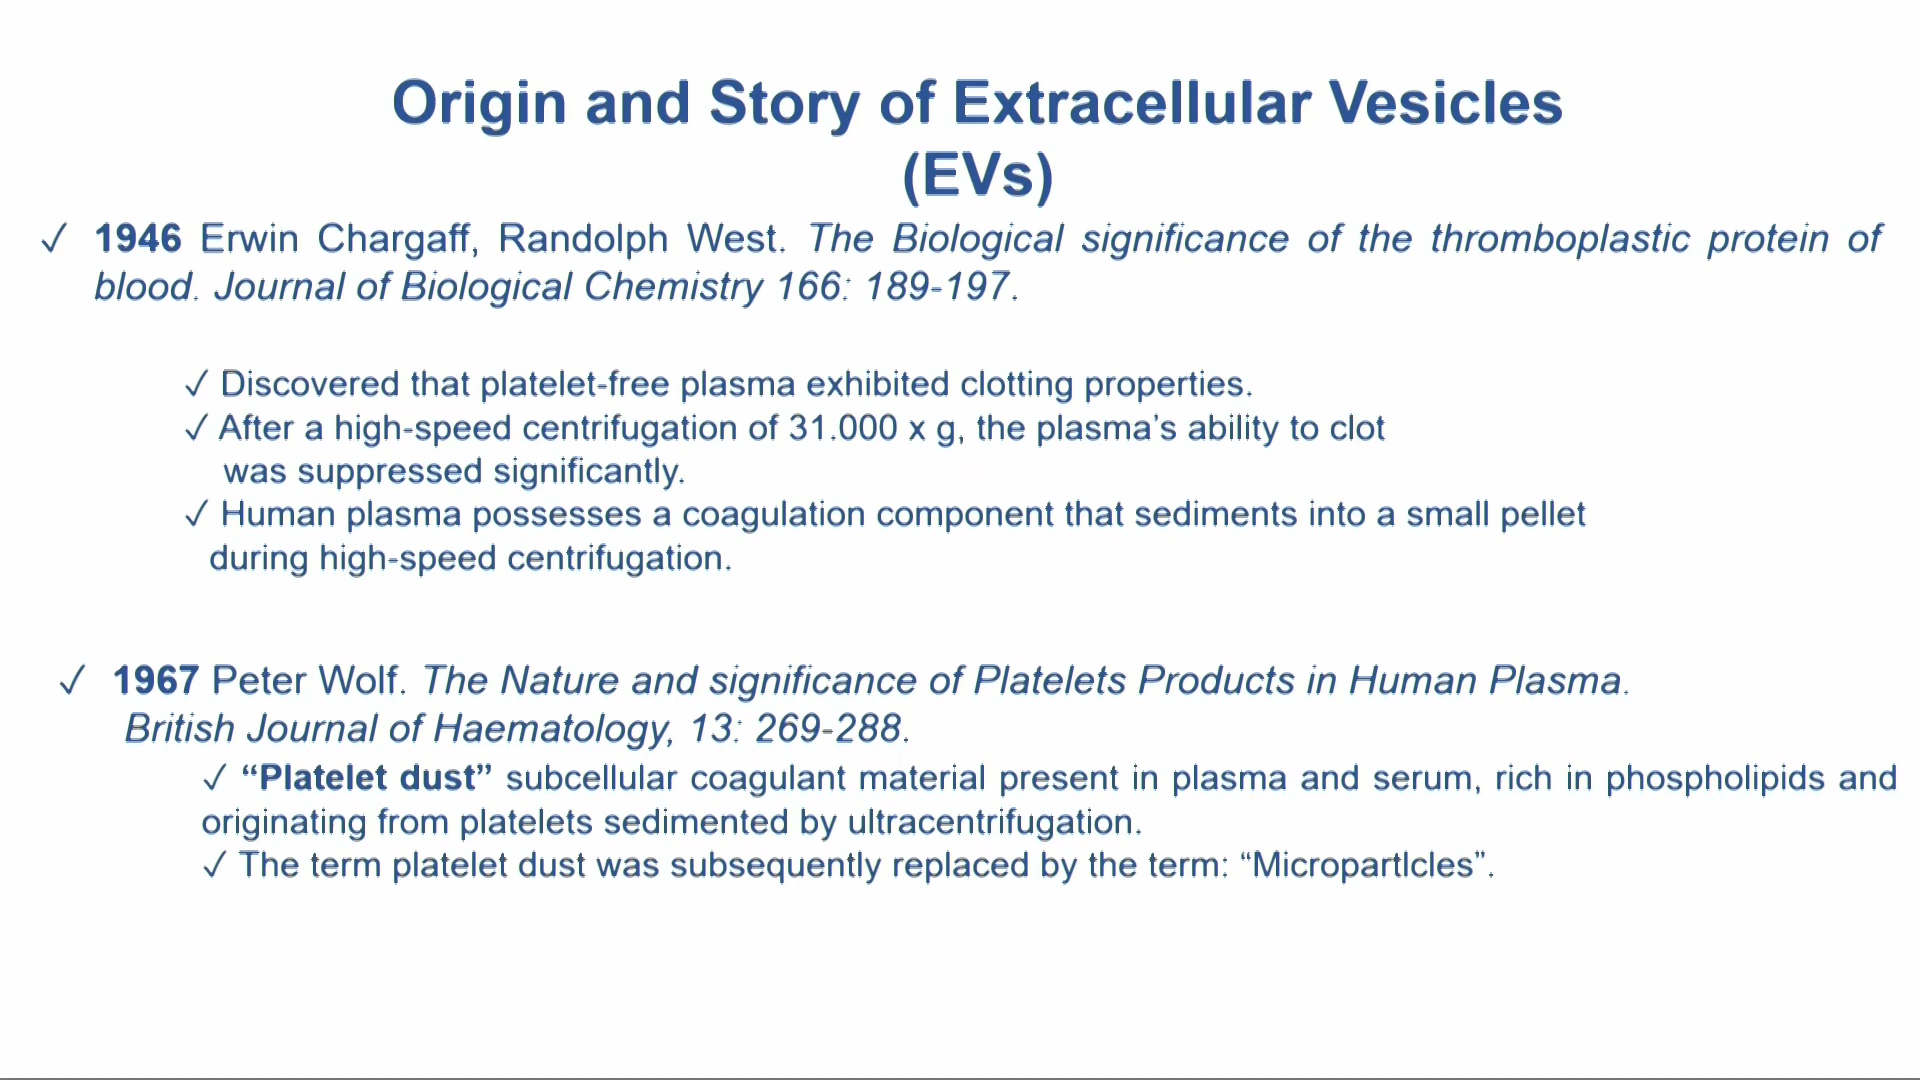 Origin and Story of Extracellular Vesicles
(EVs)
✓ 1946 Erwin Chargaff, Randolph West. The Biological significance of the thromboplastic protein of
blood. Journal of Biological Chemistry 166: 189-197.
✓ Discovered that platelet-free plasma exhibited clotting properties.
✓ After a high-speed centrifugation of 31.000 x g, the plasma’s ability to clot
was suppressed significantly.
✓ Human plasma possesses a coagulation component that sediments into a small pellet
during high-speed centrifugation.
✓ 1967 Peter Wolf. The Nature and significance of Platelets Products in Human Plasma.
British Journal of Haematology, 13: 269-288.
✓ “Platelet dust” subcellular coagulant material present in plasma and serum, rich in phospholipids and
originating from platelets sedimented by ultracentrifugation.
✓ The term platelet dust was subsequently replaced by the term: “MicropartIcles”.